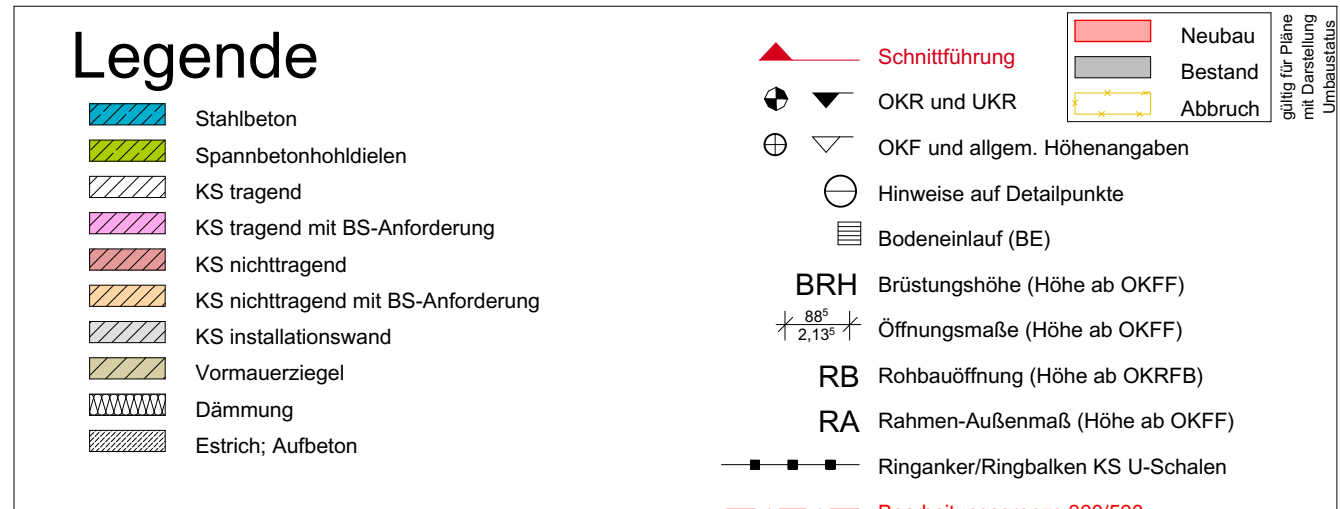 Legende
Stahlbeton
Spannbetonhohldielen
KS tragend
KS tragend mit BS-Anforderung
KS nichttragend
KS nichttragend mit BS-Anforderung
KS installationswand
Vormauerziegel
Dämmung
Estrich; Aufbeton
Schnittführung
OKR und UKR
OKF und allgem. Höhenangaben
Hinweise auf Detailpunkte
Bodeneinlauf (BE)
BRH Brüstungshöhe (Höhe ab OKFF)
88⁵
2,13⁵ Öffnungsmaße (Höhe ab OKFF)
RB Rohbauöffnung (Höhe ab OKRFB)
RA Rahmen-Außenmaß (Höhe ab OKFF)
Ringanker/Ringbalken KS U-Schalen
Neubau
Bestand
Abbruch
gültig für Pläne
mit Darstellung
Umbaustatus